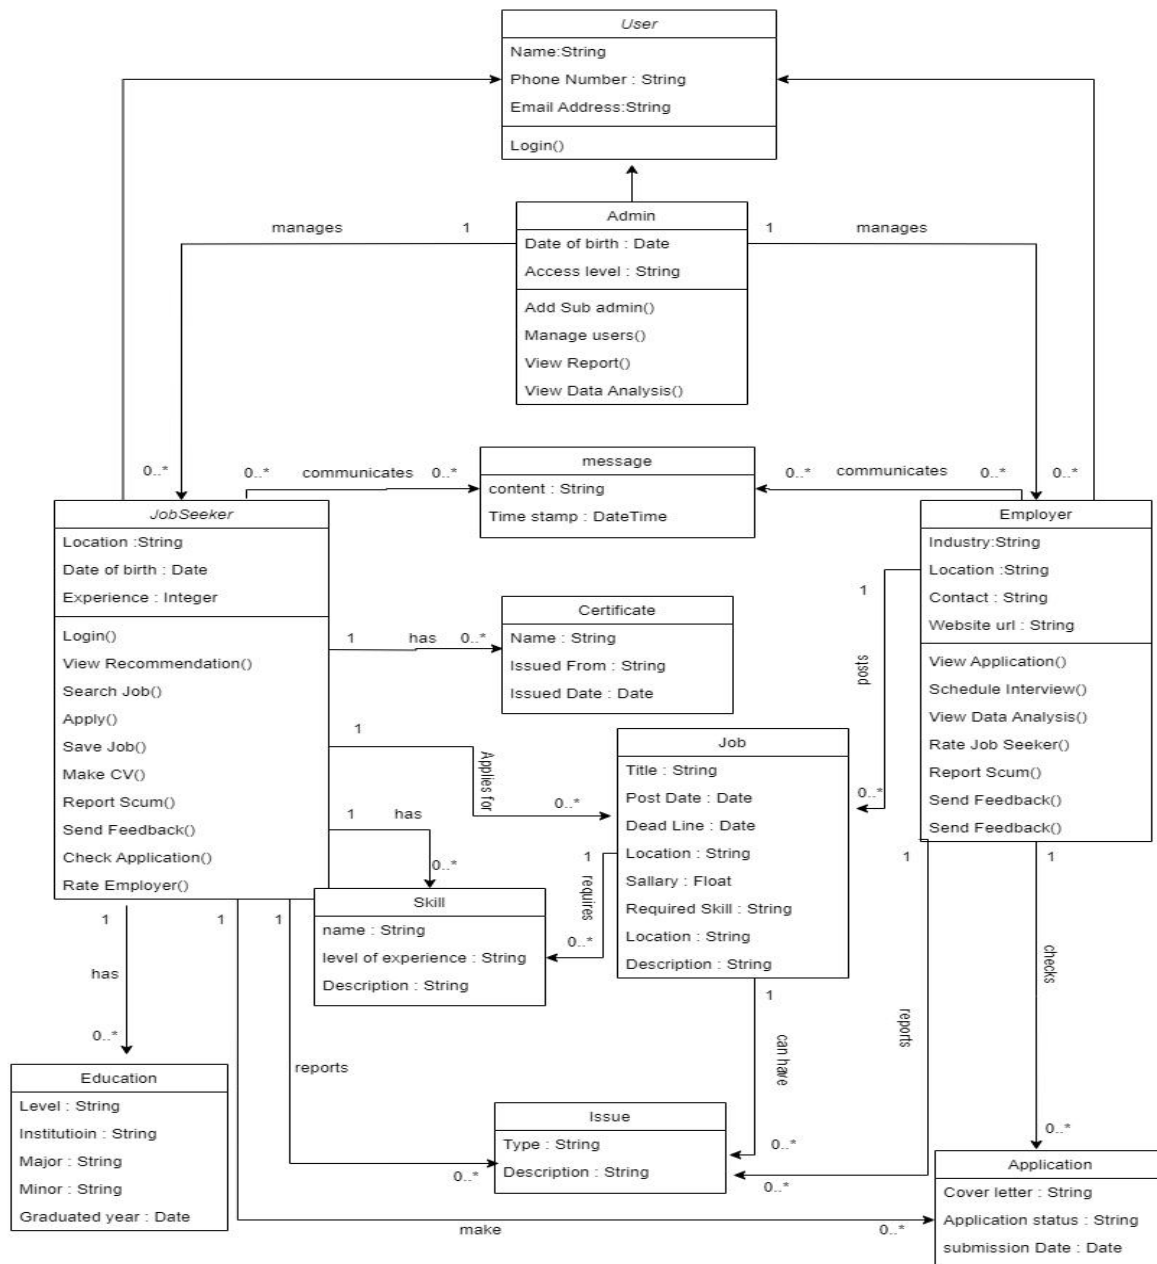 User
Name:String
Phone Number : String
Email Address:String
Login()
Admin
Date of birth : Date
Access level : String
Add Sub admin()
Manage users()
View Report()
View Data Analysis()
manages
1
1
manages
0..*
0..*
communicates
0..*
0..*
communicates
0..*
0..*
message
content : String
Time stamp : DateTime
JobSeeker
Location :String
Date of birth : Date
Experience : Integer
Login()
View Recommendation()
Search Job()
Apply()
Save Job()
Make CV()
Report Scum()
Send Feedback()
Check Application()
Rate Employer()
Employer
Industry:String
Location :String
Contact : String
Website url : String
View Application()
Schedule Interview()
View Data Analysis()
Rate Job Seeker()
Report Scum()
Send Feedback()
Send Feedback()
1
has
0..*
Certificate
Name : String
Issued From : String
Issued Date : Date
1
posts
0..*
1
Applies for
0..*
Job
Title : String
Post Date : Date
Dead Line : Date
Location : String
Sallary : Float
Required Skill : String
Location : String
Description : String
1
has
0..*
1
requires
0..*
Skill
name : String
level of experience : String
Description : String
1
has
0..*
1
1
reports
0..*
1
can have
0..*
1
reports
0..*
1
checks
0..*
Education
Level : String
Institutioin : String
Major : String
Minor : String
Graduated year : Date
Issue
Type : String
Description : String
make
0..*
Application
Cover letter : String
Application status : String
submission Date : Date